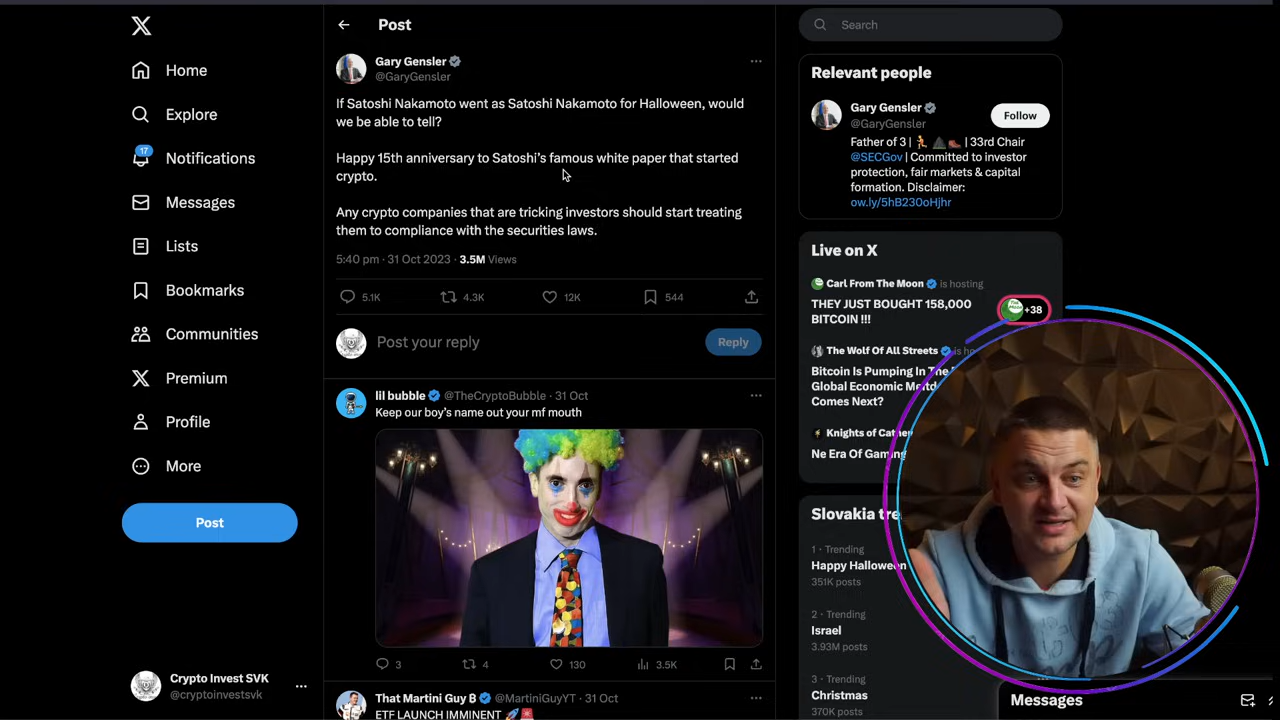 Home
Explore
17
Notifications
Messages
Lists
Bookmarks
Communities
Premium
Profile
More
Post
Crypto Invest SVK
@cryptoinvestsvk
Post
Gary Gensler
@GaryGensler
If Satoshi Nakamoto went as Satoshi Nakamoto for Halloween, would
we be able to tell?
Happy 15th anniversary to Satoshi's famous white paper that started
crypto.
Any crypto companies that are tricking investors should start treating
them to compliance with the securities laws.
5:40 pm · 31 Oct 2023 · 3.5M Views
5.1K 4.3K 12K 544
Post your reply
Reply
lil bubble @TheCryptoBubble · 31 Oct
Keep our boy's name out your mf mouth
3 4 130 3.5K
That Martini Guy ₿ @MartiniGuyYT · 31 Oct
ETF LAUNCH IMMINENT 🚀🚨
Search
Relevant people
Gary Gensler
@GaryGensler
Follow
Father of 3 | 🏃 ⛰️ 🥾 | 33rd Chair
@SECGov | Committed to investor
protection, fair markets & capital
formation. Disclaimer:
ow.ly/5hB230oHjhr
Live on X
Carl From The Moon is hosting
THEY JUST BOUGHT 158,000
BITCOIN !!!
+38
The Wolf Of All Streets is
Bitcoin Is Pumping In The
Global Economic
Comes Next?
Knights of
Ne Era Of
Slovakia
1 · Trending
Happy Halloween
351K posts
2 · Trending
Israel
3.93M posts
3 · Trending
Christmas
370K posts
Messages